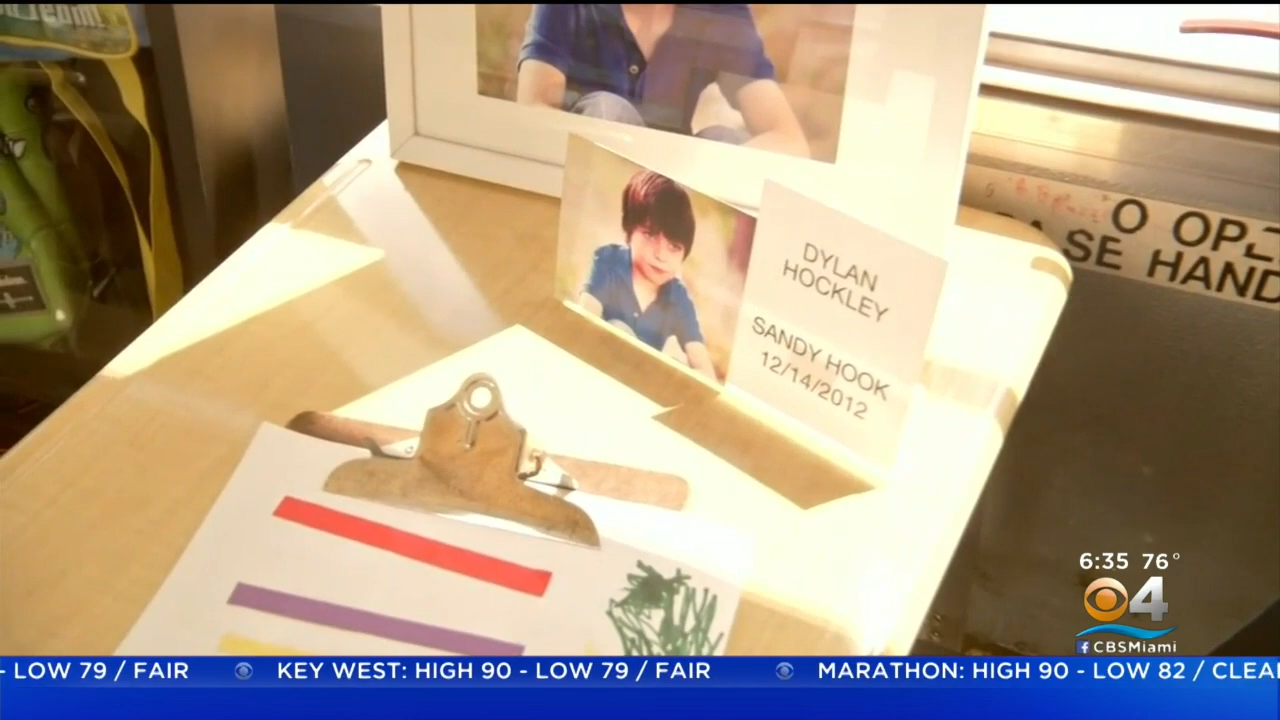 O OP
ASE HAND
DYLAN
HOCKLEY
SANDY HOOK
12/14/2012
6:35 76°
4
CBSMiami
- LOW 79 / FAIR KEY WEST: HIGH 90 - LOW 79 / FAIR MARATHON: HIGH 90 - LOW 82 / CLEA